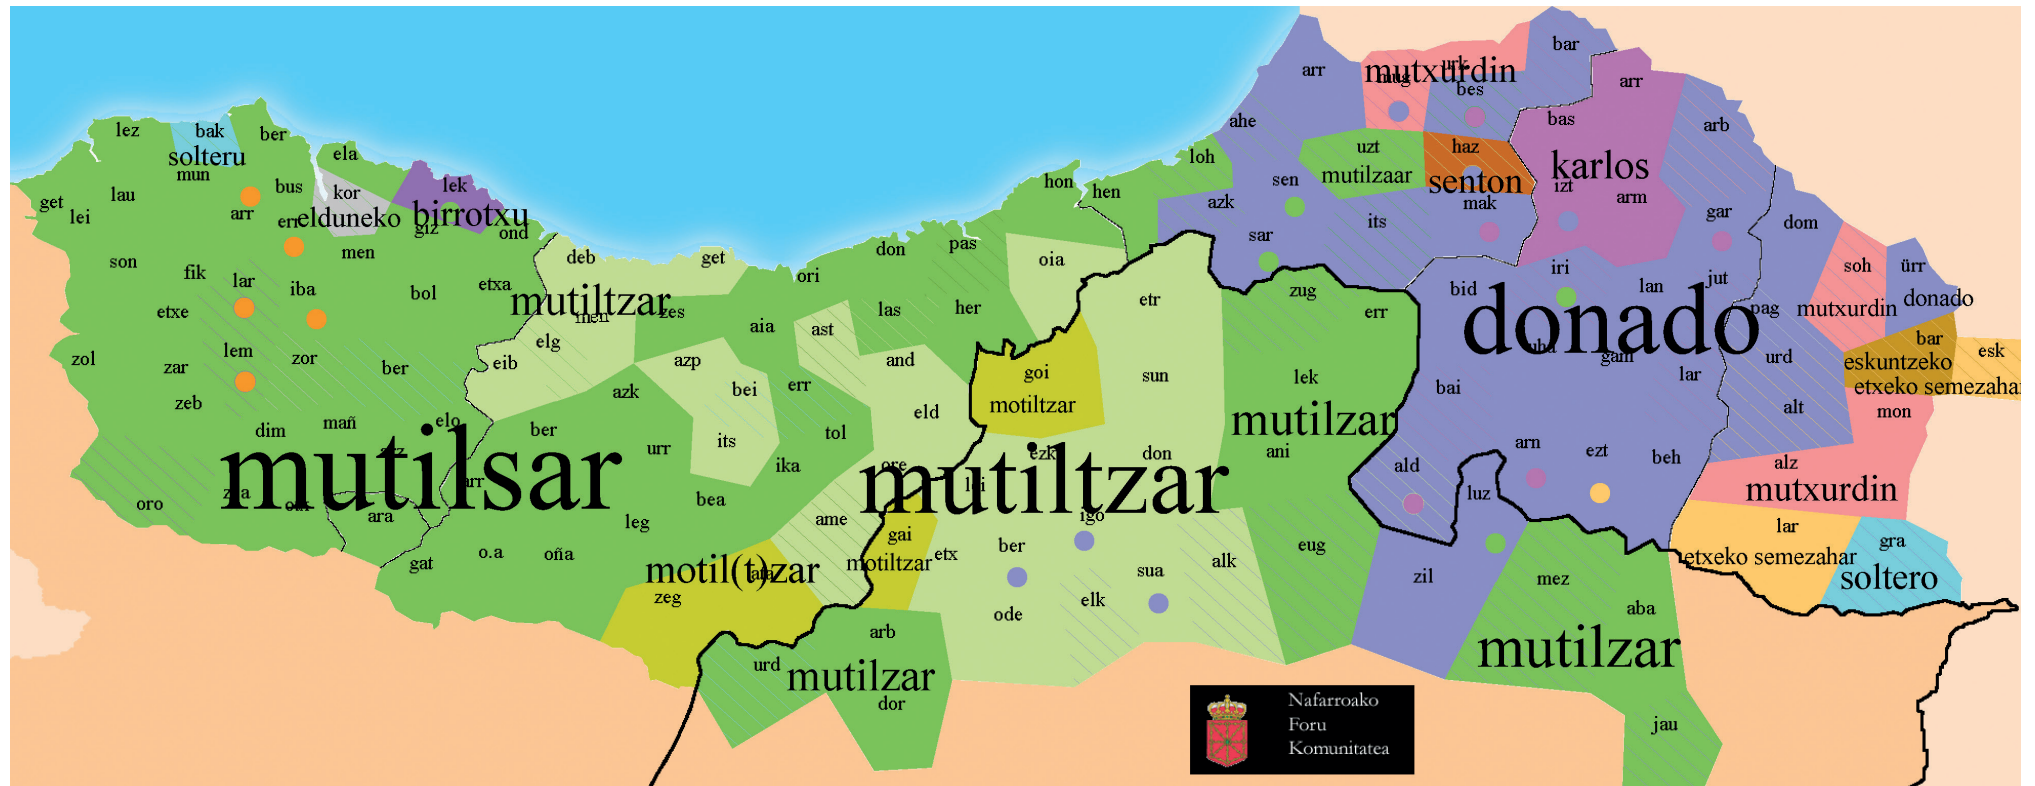 bar
arr
mutxurdin
arr
bes
lez
bak
ber
ahe
bas
arb
solteru
ela
loh
uzt
haz
karlos
mun
lau
bus
kor
lek
hon
hen
sen
mutilzaar
senton
izt
arm
get
lei
arr
elduneko
birrotxu
azk
mak
gar
giz
ond
don
pas
sar
its
dom
son
fik
men
deb
get
ori
oia
iri
soh
ürr
lar
iba
bol
etxa
mutiltzar
zes
etr
zug
bid
lan
jut
donado
etxe
aia
las
her
err
donado
pag
mutxurdin
zol
zar
lem
zor
ber
elg
eib
azp
ast
and
goi
sun
lek
bai
gam
lar
urd
bar
esk
eskuntzeko
etxeko semezahar
zeb
azk
bei
err
eld
motiltzar
mutilzar
alt
mon
dim
mañ
elo
ber
urr
its
tol
ika
ore
ezk
don
ani
ald
arn
ezt
beh
alz
mutilsar
mutiltzar
lei
luz
mutxurdin
oro
ara
arr
leg
bea
ame
igo
gai
ber
eug
lar
gra
gat
o.a
oña
motil(t)zar
motiltzar
etx
sua
alk
zil
mez
etxeko semezahar
soltero
zeg
ode
elk
aba
arb
mutilzar
urd
mutilzar
dor
jau
Nafarroako
Foru
Komunitatea